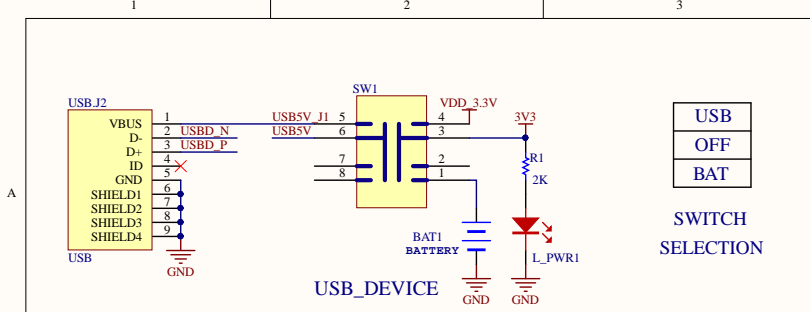 1 2 3
A
USB.J2
VBUS 1
D- 2 USBD_N
D+ 3 USBD_P
ID 4
GND 5
SHIELD1 6
SHIELD2 7
SHIELD3 8
SHIELD4 9
USB
GND
SW1
USB5V_J1 5 4 VDD_3.3V
USB5V 6 3 3V3
7 2
8 1
R1
2K
BAT1
BATTERY
L_PWR1
GND GND
USB_DEVICE
USB
OFF
BAT
SWITCH
SELECTION